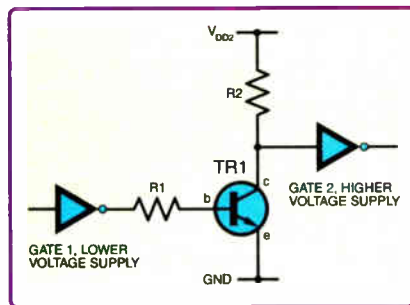 VDD2
R2
TR1
R1
b
c
e
GATE 1, LOWER
VOLTAGE SUPPLY
GATE 2, HIGHER
VOLTAGE SUPPLY
GND